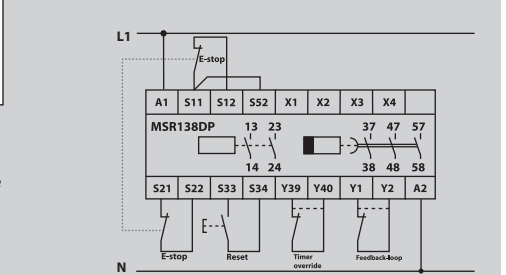 L1
E-stop
A1 S11 S12 S52 X1 X2 X3 X4
MSR138DP 13 23 37 47 57
14 24 38 48 58
S21 S22 S33 S34 Y39 Y40 Y1 Y2 A2
E-stop Reset Timer override Feedback-loop
N